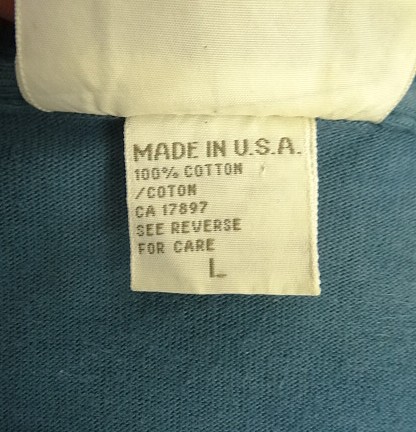 MADE IN U.S.A.
100% COTTON
/COTON
CA 17897
SEE REVERSE
FOR CARE
L